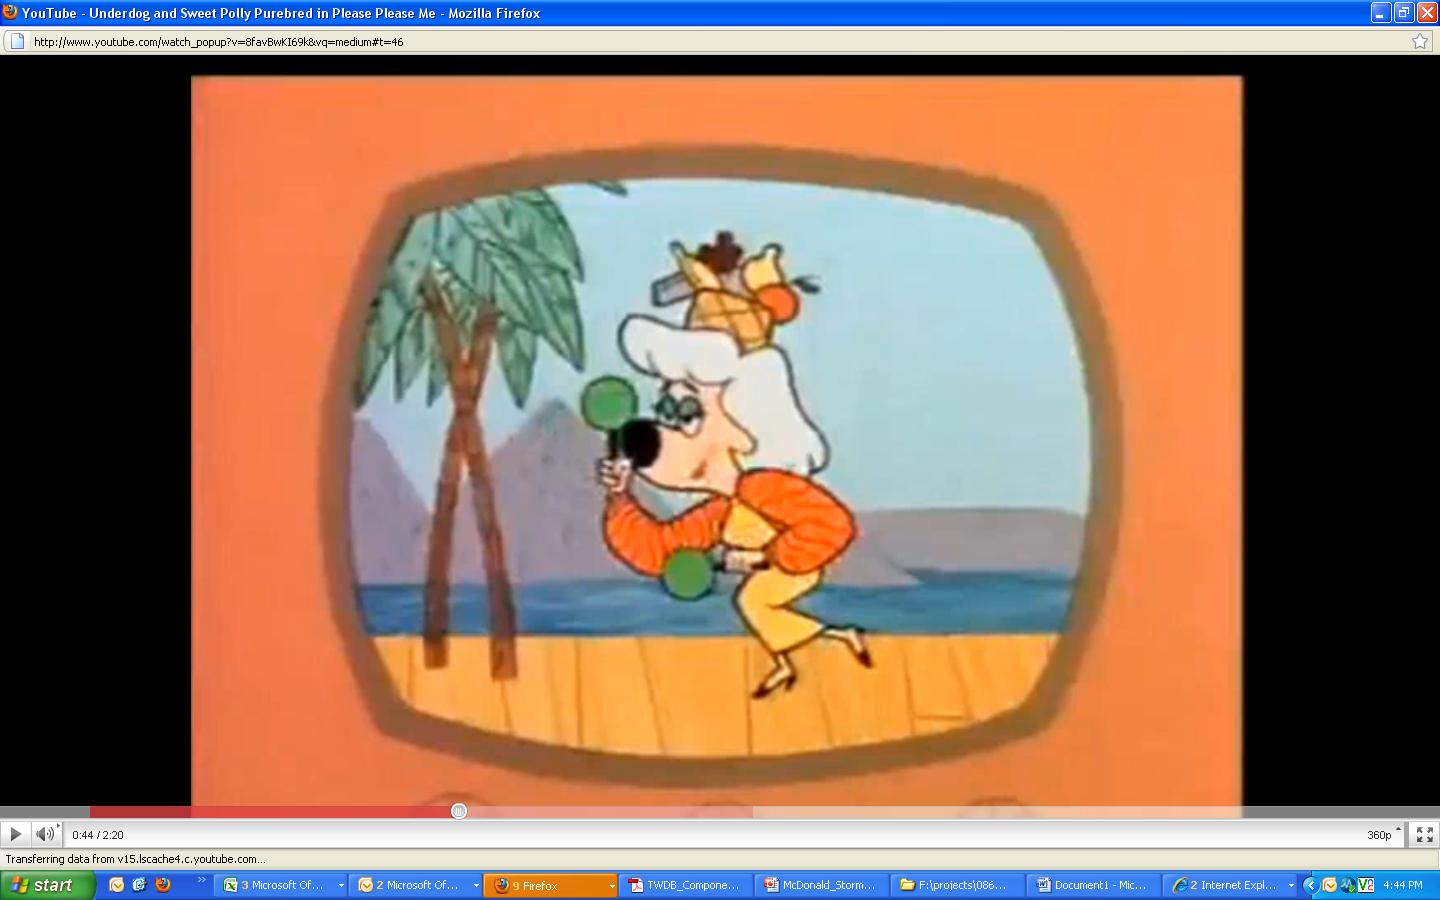 YouTube - Underdog and Sweet Polly Purebred in Please Please Me - Mozilla Firefox
http://www.youtube.com/watch_popup?v=8favBwKI69k&vq=medium#t=46
0:44 / 2:20
360p
Transferring data from v15.lscache4.c.youtube.com...
start
3 Microsoft Of...
2 Microsoft Of...
9 Firefox
TWDB_Compone...
McDonald_Storm...
F:\projects\086...
Document1 - Mic...
2 Internet Expl...
4:44 PM